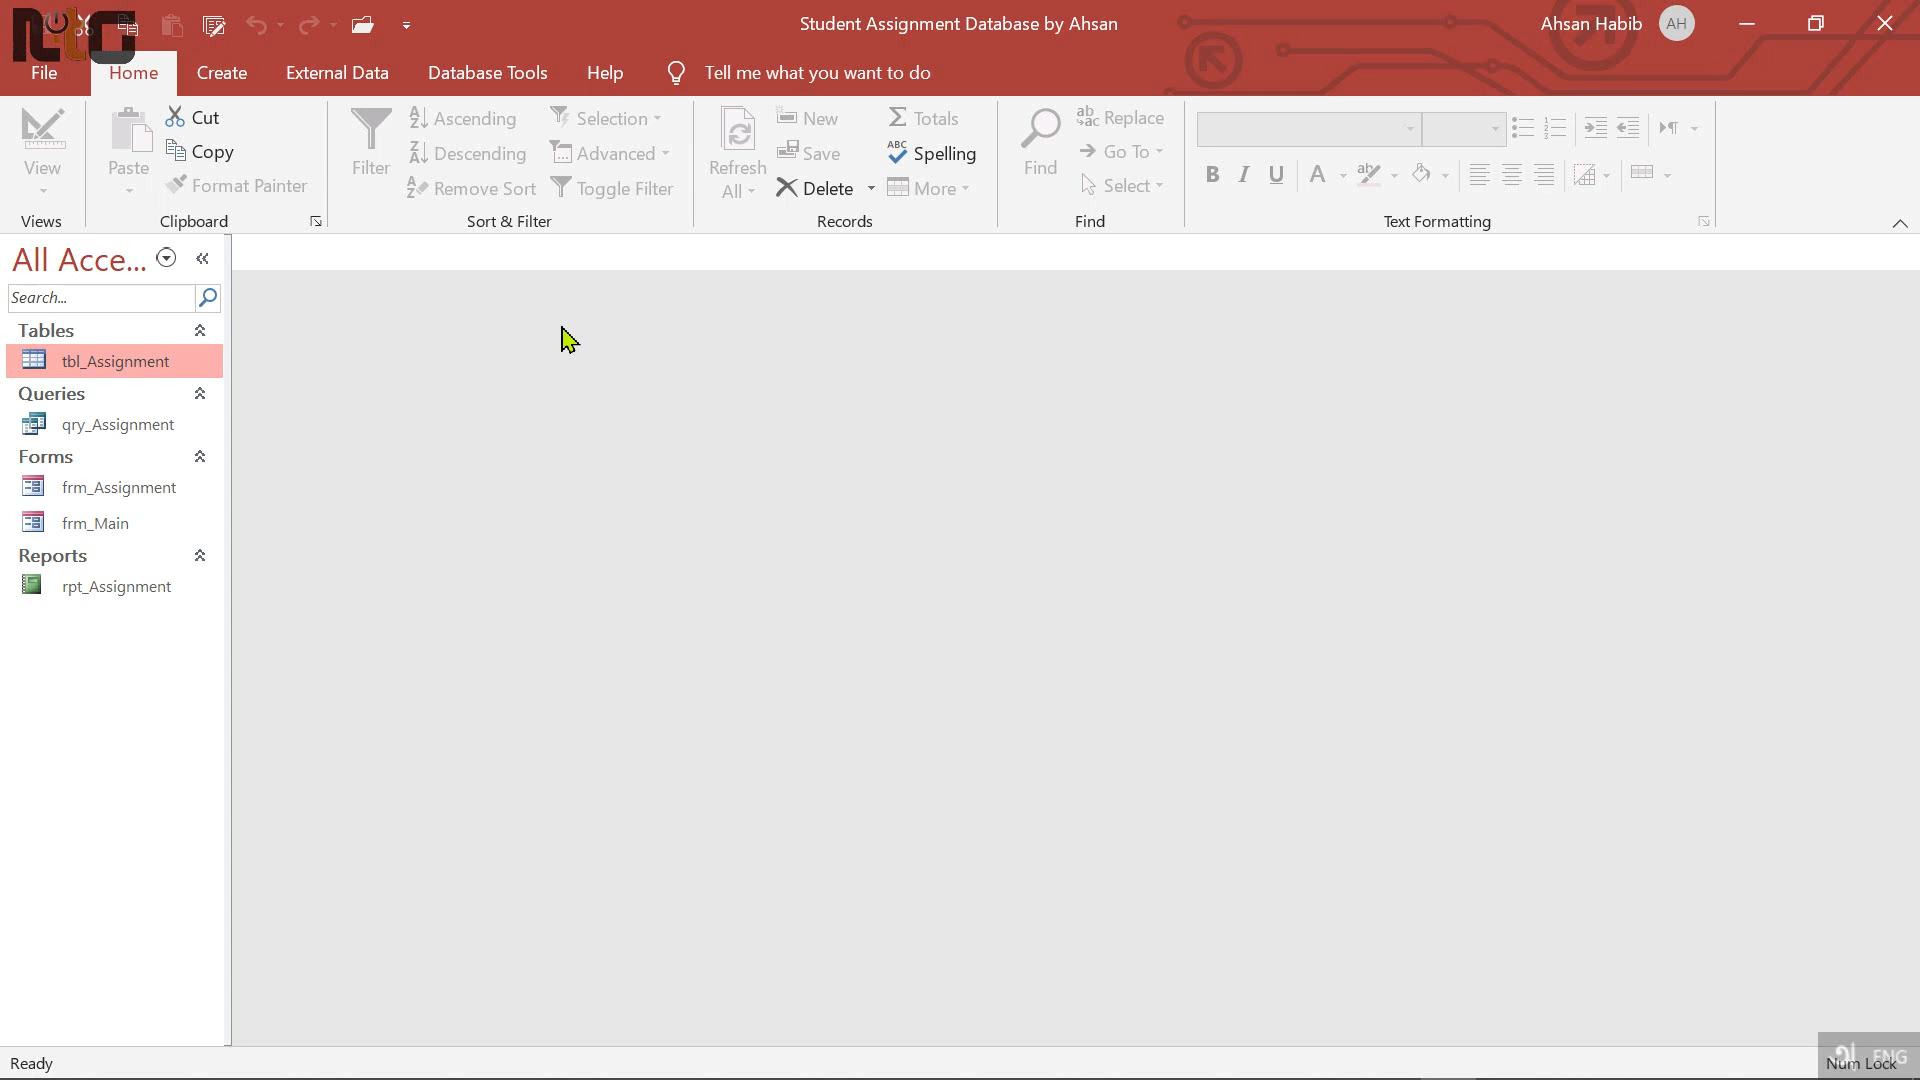 NtG
Student Assignment Database by Ahsan
Ahsan Habib AH
File Home Create External Data Database Tools Help Tell me what you want to do
View
Paste
Cut
Copy
Format Painter
Filter
Ascending
Descending
Remove Sort
Selection
Advanced
Toggle Filter
Refresh
All
New
Save
Delete
Totals
ABC Spelling
More
Find
Replace
Go To
Select
B I U A
Views Clipboard Sort & Filter Records Find Text Formatting
All Acce...
Search...
Tables
tbl_Assignment
Queries
qry_Assignment
Forms
frm_Assignment
frm_Main
Reports
rpt_Assignment
Ready
Num Lock
ENG